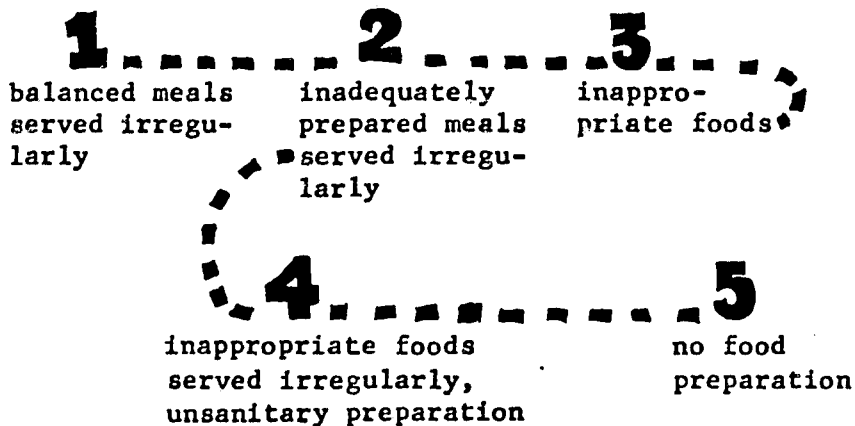 1 2 3
balanced meals
served irregu-
larly
inadequately
prepared meals
served irregu-
larly
inappro-
priate foods
4 5
inappropriate foods
served irregularly,
unsanitary preparation
no food
preparation